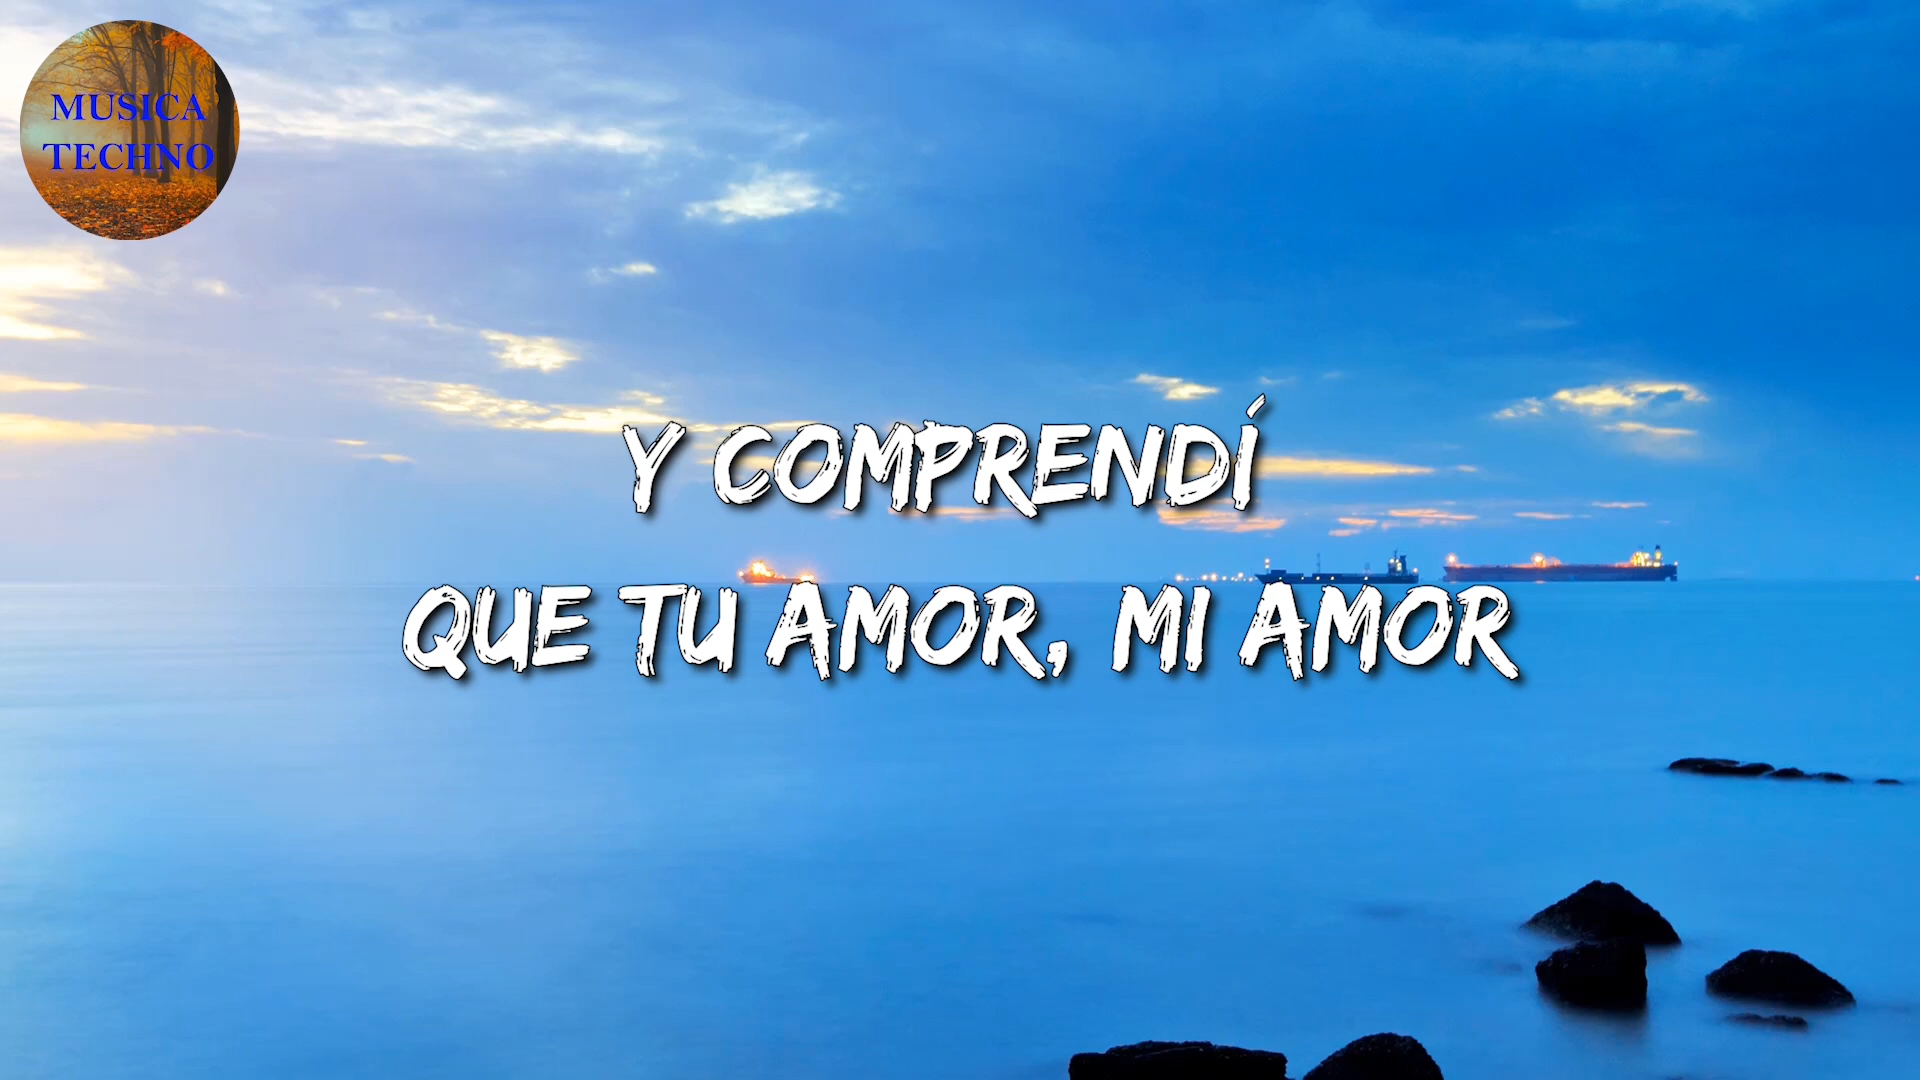 MUSICA
TECHNO
Y COMPRENDÍ
QUE TU AMOR, MI AMOR